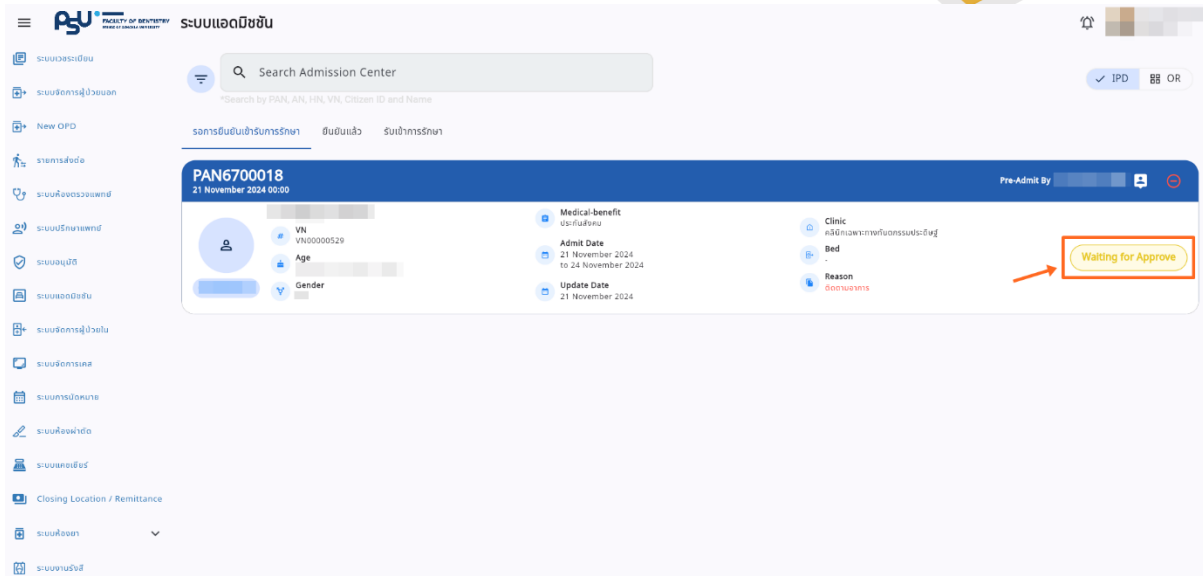 PSU FACULTY OF DENTISTRY
PRINCE OF SONGKLA UNIVERSITY
ระบบแอดมิชชัน
ระบบเวชระเบียน
ระบบจัดการผู้ป่วยนอก
New OPD
รายการส่งต่อ
ระบบห้องตรวจแพทย์
ระบบปรึกษาแพทย์
ระบบอนุมัติ
ระบบแอดมิชชัน
ระบบจัดการผู้ป่วยใน
ระบบจัดการเคส
ระบบการนัดหมาย
ระบบห้องผ่าตัด
ระบบแคชเชียร์
Closing Location / Remittance
ระบบห้องยา
ระบบงานรังสี
Search Admission Center
*Search by PAN, AN, HN, VN, Citizen ID and Name
IPD
OR
รอการยืนยันเข้ารับการรักษา
ยืนยันแล้ว
รับเข้าการรักษา
PAN6700018
21 November 2024 00:00
Pre-Admit By
VN
VN00000529
Age
Gender
Medical-benefit
ประกันสังคม
Admit Date
21 November 2024
to 24 November 2024
Update Date
21 November 2024
Clinic
คลินิกเฉพาะทางทันตกรรมประดิษฐ์
Bed
-
Reason
ติดตามอาการ
Waiting for Approve